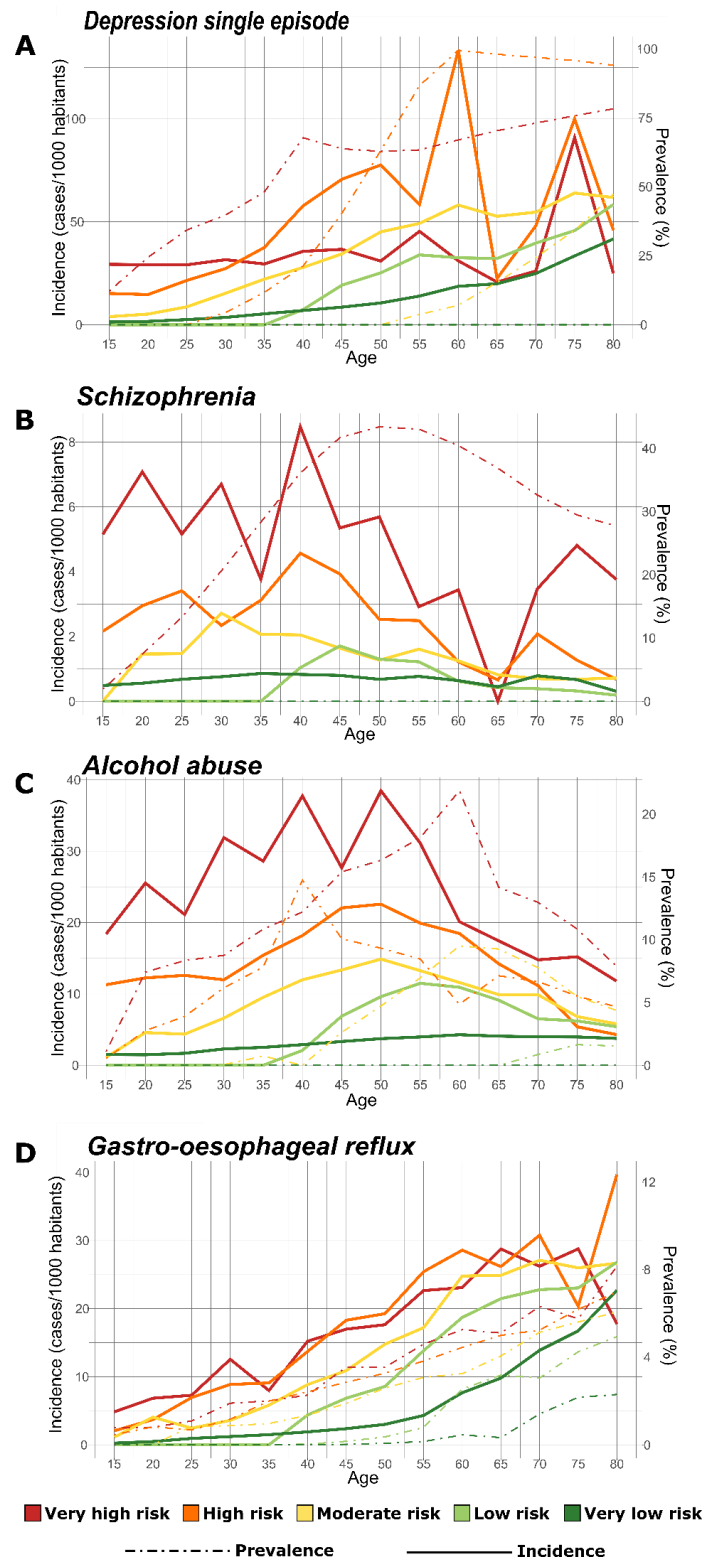 A
Depression single episode
Incidence (cases/1000 habitants)
100
50
0
100
75
50
25
0
Prevalence (%)
15 20 25 30 35 40 45 50 55 60 65 70 75 80
Age
B
Schizophrenia
Incidence (cases/1000 habitants)
8
6
4
2
0
40
30
20
10
0
Prevalence (%)
15 20 25 30 35 40 45 50 55 60 65 70 75 80
Age
C
Alcohol abuse
Incidence (cases/1000 habitants)
40
30
20
10
0
20
15
10
5
0
Prevalence (%)
15 20 25 30 35 40 45 50 55 60 65 70 75 80
Age
D
Gastro-oesophageal reflux
Incidence (cases/1000 habitants)
40
30
20
10
0
12
8
4
0
Prevalence (%)
15 20 25 30 35 40 45 50 55 60 65 70 75 80
Age
Very high risk High risk Moderate risk Low risk Very low risk
Prevalence Incidence